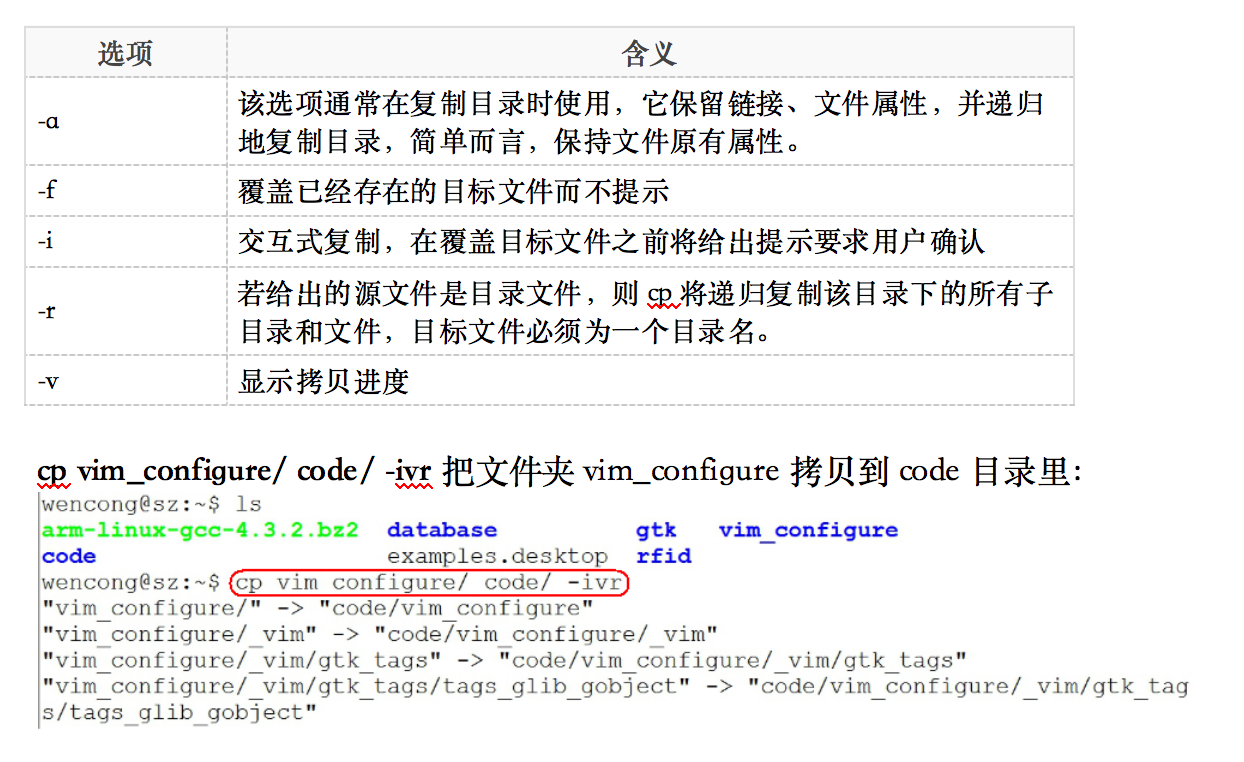 选项 含义
-a
该选项通常在复制目录时使用，它保留链接、文件属性，并递归
地复制目录，简单而言，保持文件原有属性。
-f 覆盖已经存在的目标文件而不提示
-i 交互式复制，在覆盖目标文件之前将给出提示要求用户确认
-r
若给出的源文件是目录文件，则 cp 将递归复制该目录下的所有子
目录和文件，目标文件必须为一个目录名。
-v 显示拷贝进度
cp vim_configure/ code/ -ivr 把文件夹 vim_configure 拷贝到 code 目录里：
wencong@sz:~$ ls
arm-linux-gcc-4.3.2.bz2 database gtk vim_configure
code examples.desktop rfid
wencong@sz:~$ cp vim_configure/ code/ -ivr
"vim_configure/" -> "code/vim_configure"
"vim_configure/_vim" -> "code/vim_configure/_vim"
"vim_configure/_vim/gtk_tags" -> "code/vim_configure/_vim/gtk_tags"
"vim_configure/_vim/gtk_tags/tags_glib_gobject" -> "code/vim_configure/_vim/gtk_tag
s/tags_glib_gobject"